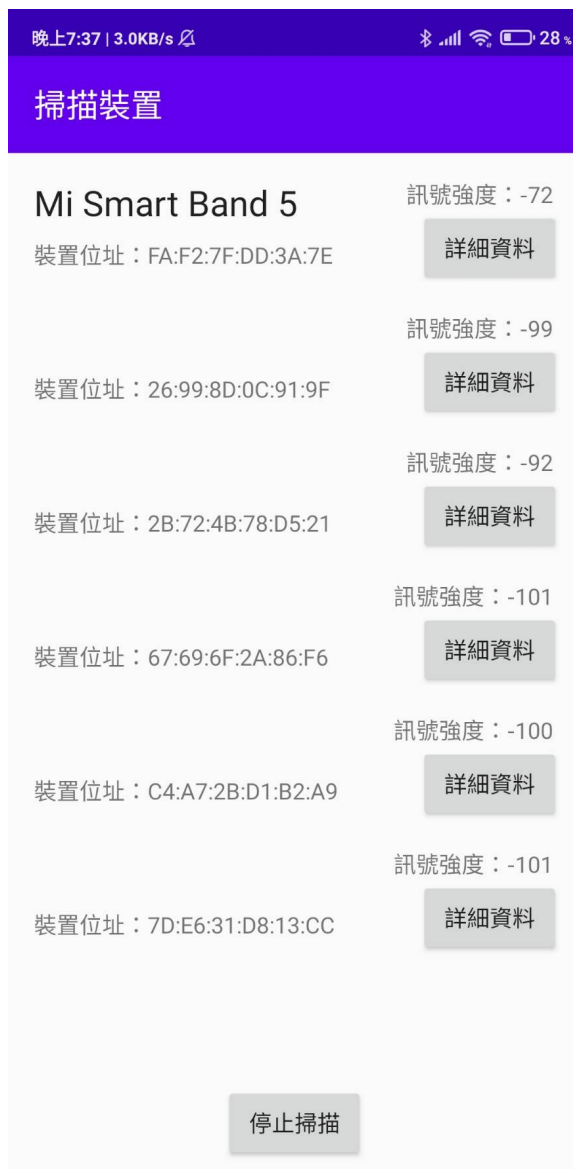 晚上7:37 | 3.0KB/s 28 %
掃描裝置
Mi Smart Band 5
訊號強度：-72
裝置位址：FA:F2:7F:DD:3A:7E
詳細資料
訊號強度：-99
裝置位址：26:99:8D:0C:91:9F
詳細資料
訊號強度：-92
裝置位址：2B:72:4B:78:D5:21
詳細資料
訊號強度：-101
裝置位址：67:69:6F:2A:86:F6
詳細資料
訊號強度：-100
裝置位址：C4:A7:2B:D1:B2:A9
詳細資料
訊號強度：-101
裝置位址：7D:E6:31:D8:13:CC
詳細資料
停止掃描